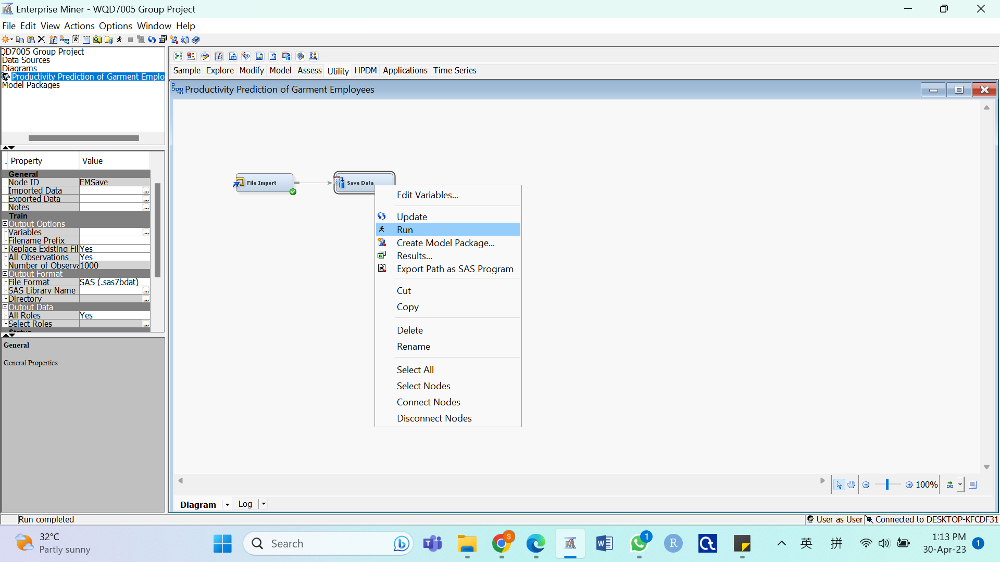 Enterprise Miner - WQD7005 Group Project
File Edit View Actions Options Window Help
QD7005 Group Project
Data Sources
Diagrams
Productivity Prediction of Garment Emplo
Model Packages
Sample Explore Modify Model Assess Utility HPDM Applications Time Series
Productivity Prediction of Garment Employees
. Property Value
General
Node ID EMSave
Imported Data ...
Exported Data ...
Notes ...
Train
Output Options
Variables ...
Filename Prefix
Replace Existing Fil Yes
All Observations Yes
Number of Observa 1000
Output Format
File Format SAS (.sas7bdat)
SAS Library Name ...
Directory ...
Output Data
All Roles Yes
Select Roles ...
Status
General
General Properties
File Import
Save Data
Edit Variables...
Update
Run
Create Model Package...
Results...
Export Path as SAS Program
Cut
Copy
Delete
Rename
Select All
Select Nodes
Connect Nodes
Disconnect Nodes
100%
Diagram Log
Run completed
User as User Connected to DESKTOP-KFCDF31
32°C
Partly sunny
Search
S
1
W
R
英 拼
1:13 PM
30-Apr-23
1